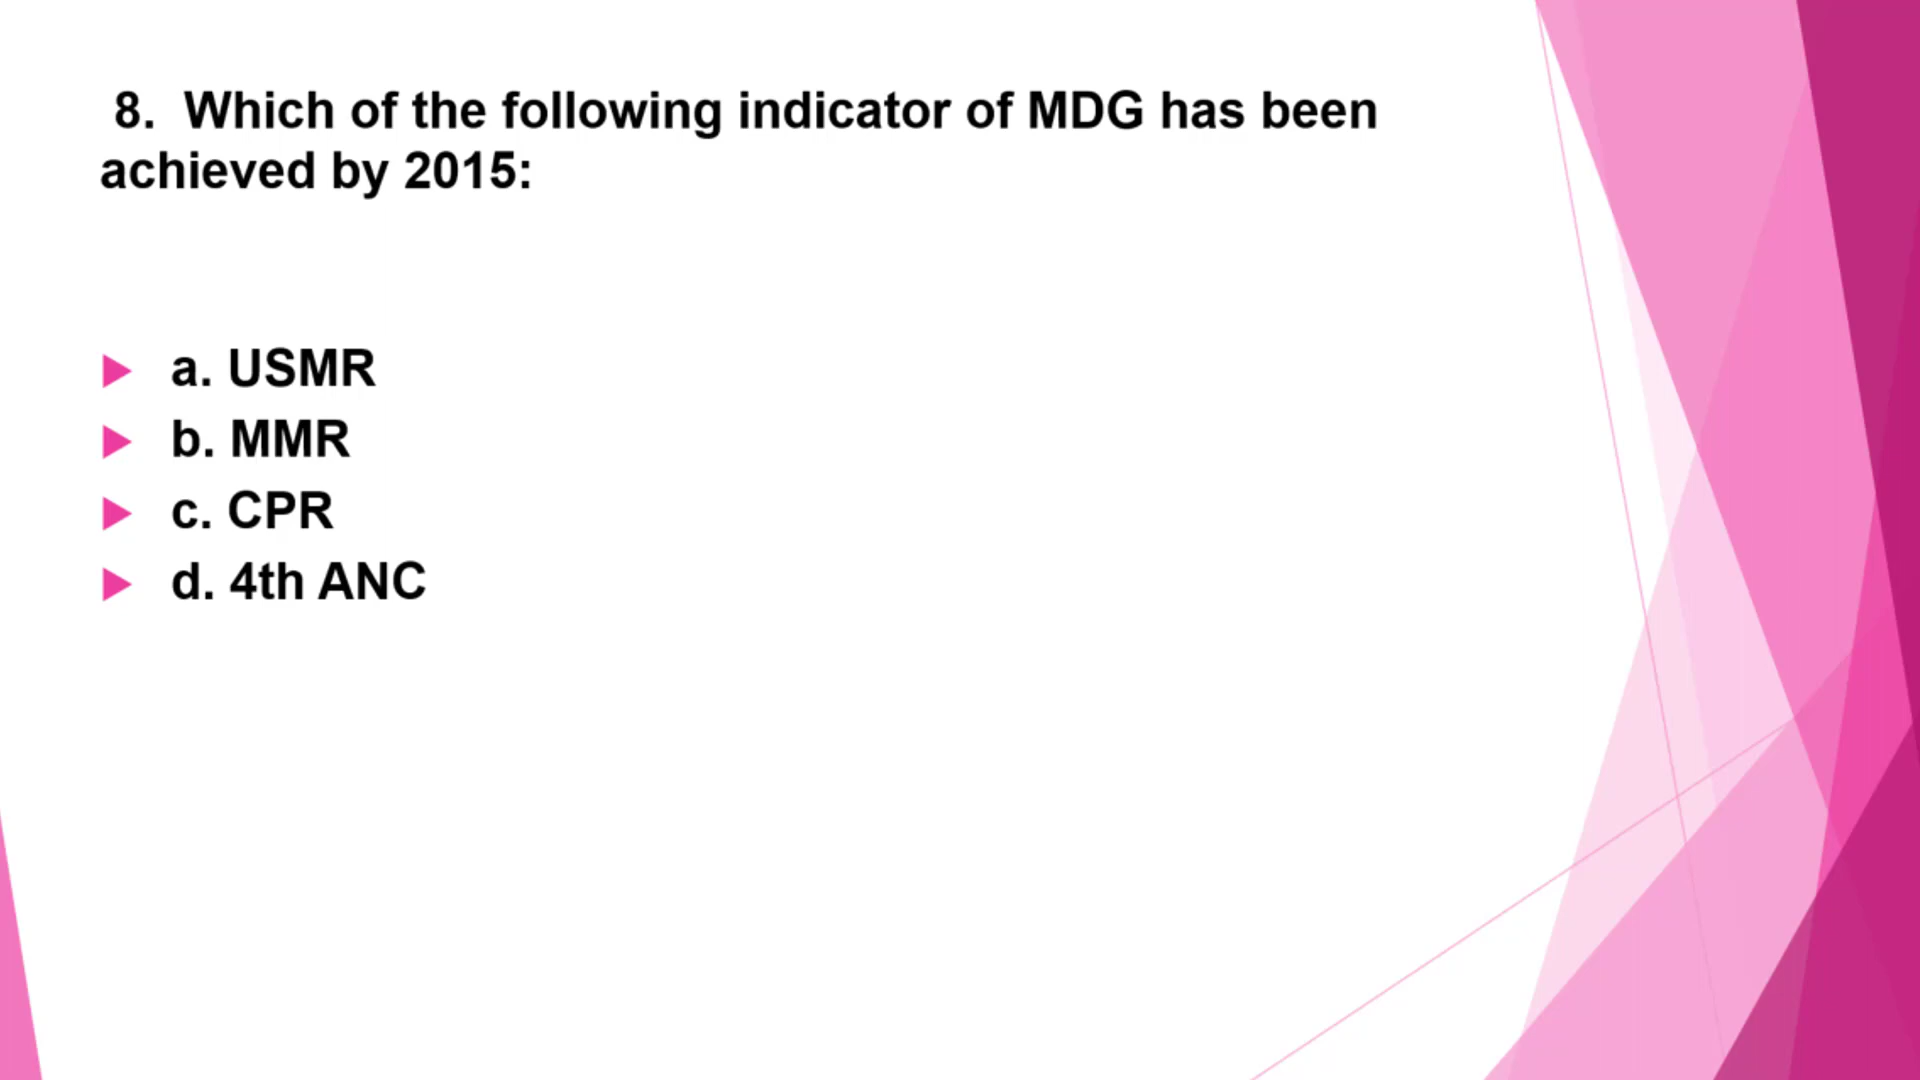 8. Which of the following indicator of MDG has been
achieved by 2015:
a. USMR
b. MMR
c. CPR
d. 4th ANC